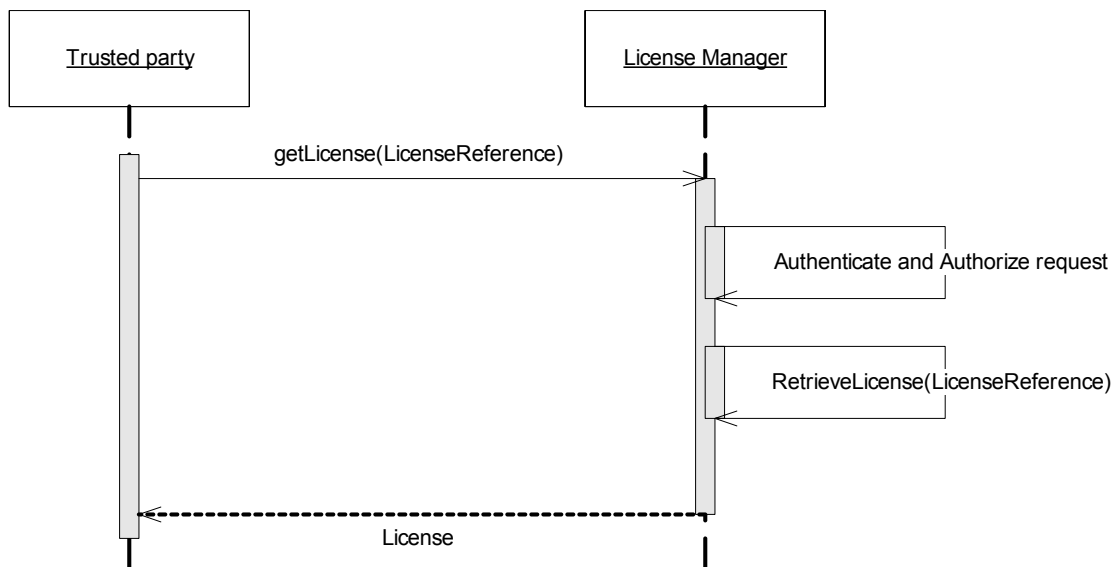 Trusted party
License Manager
getLicense(LicenseReference)
Authenticate and Authorize request
RetrieveLicense(LicenseReference)
License